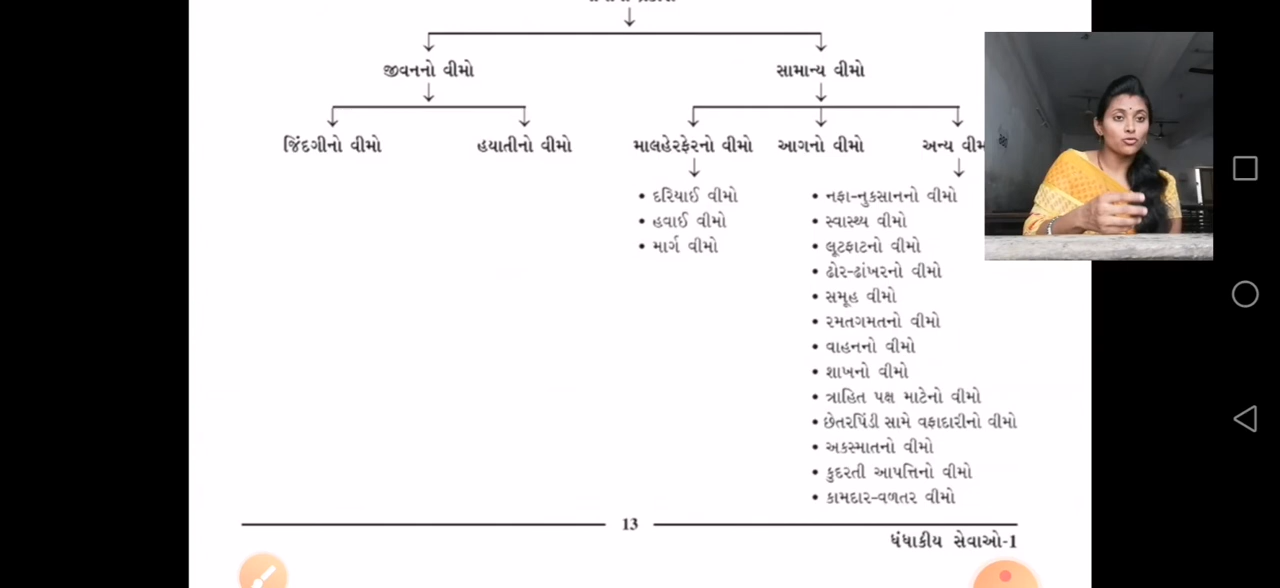 જીવનનો વીમો સામાન્ય વીમો
જિંદગીનો વીમો હયાતીનો વીમો માલહેરફેરનો વીમો આગનો વીમો અન્ય
• દરિયાઈ વીમો • નફા-નુકસાનનો વીમો
• હવાઈ વીમો • સ્વાસ્થ્ય વીમો
• માર્ગ વીમો • લૂટફાટનો વીમો
• ઢોર-ઢાંખરનો વીમો
• સમૂહ વીમો
• રમતગમતનો વીમો
• વાહનનો વીમો
• શાખનો વીમો
• ત્રાહિત પક્ષ માટેનો વીમો
• છેતરપિંડી સામે વફાદારીનો વીમો
• અકસ્માતનો વીમો
• કુદરતી આપત્તિનો વીમો
• કામદાર-વળતર વીમો
13
ધંધાકીય સેવાઓ-1